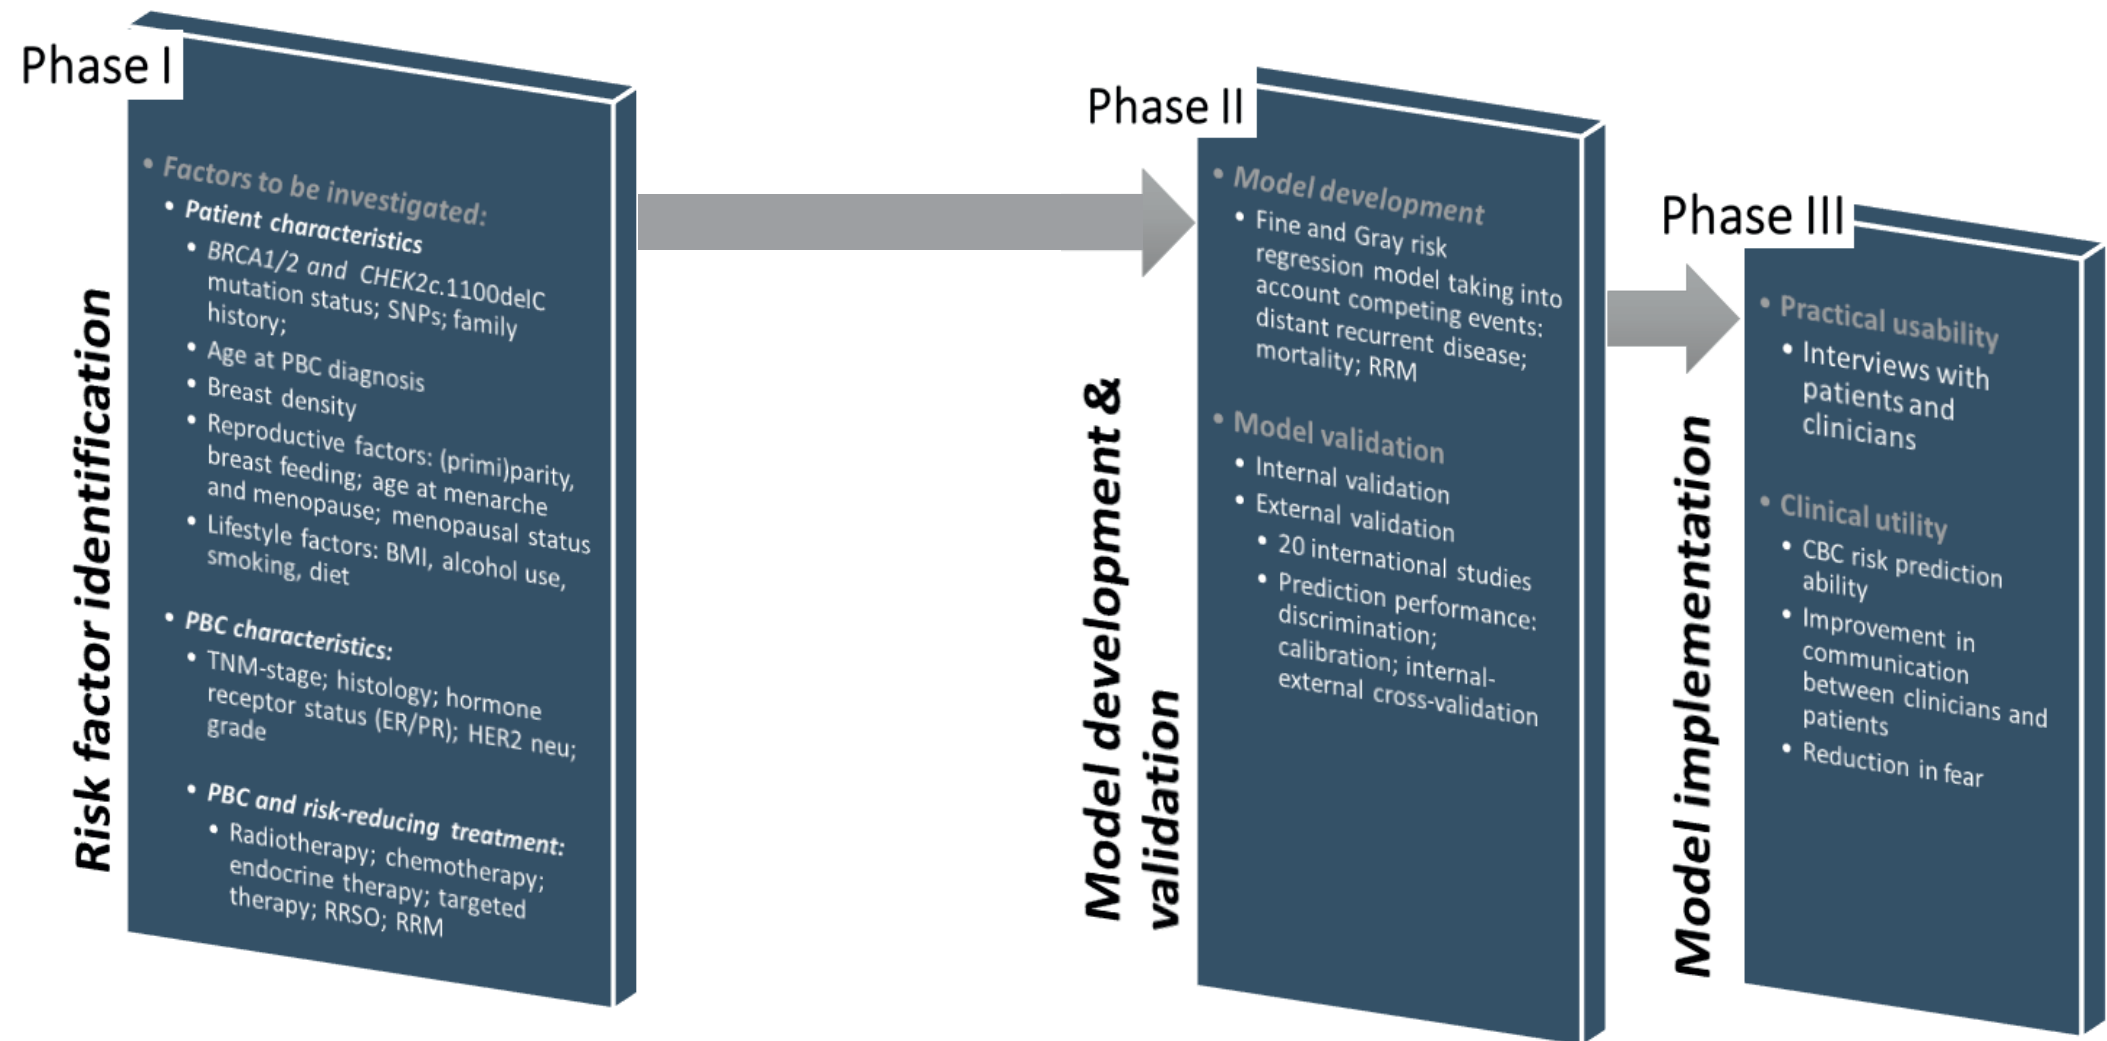 Phase I
Risk factor identification
• Factors to be investigated:
• Patient characteristics
• BRCA1/2 and CHEK2c.1100delC
mutation status; SNPs; family
history;
• Age at PBC diagnosis
• Breast density
• Reproductive factors: (primi)parity,
breast feeding; age at menarche
and menopause; menopausal status
• Lifestyle factors: BMI, alcohol use,
smoking, diet
• PBC characteristics:
• TNM-stage; histology; hormone
receptor status (ER/PR); HER2 neu;
grade
• PBC and risk-reducing treatment:
• Radiotherapy; chemotherapy;
endocrine therapy; targeted
therapy; RRSO; RRM
Phase II
Model development &
validation
• Model development
• Fine and Gray risk
regression model taking into
account competing events:
distant recurrent disease;
mortality; RRM
• Model validation
• Internal validation
• External validation
• 20 international studies
• Prediction performance:
discrimination;
calibration; internal-
external cross-validation
Phase III
Model implementation
• Practical usability
• Interviews with
patients and
clinicians
• Clinical utility
• CBC risk prediction
ability
• Improvement in
communication
between clinicians and
patients
• Reduction in fear